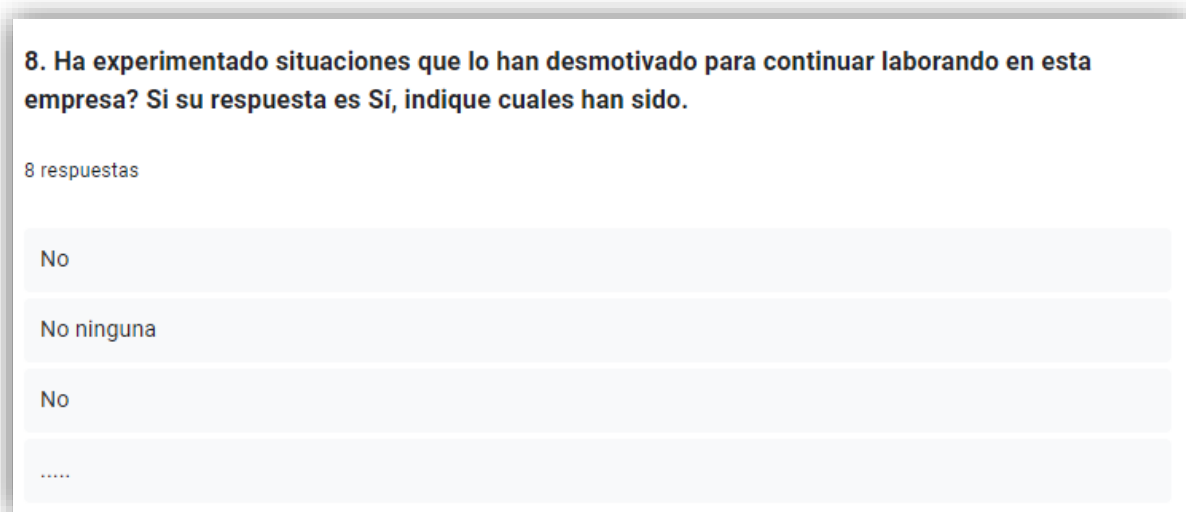 8. Ha experimentado situaciones que lo han desmotivado para continuar laborando en esta
empresa? Si su respuesta es Sí, indique cuales han sido.
8 respuestas
No
No ninguna
No
.....